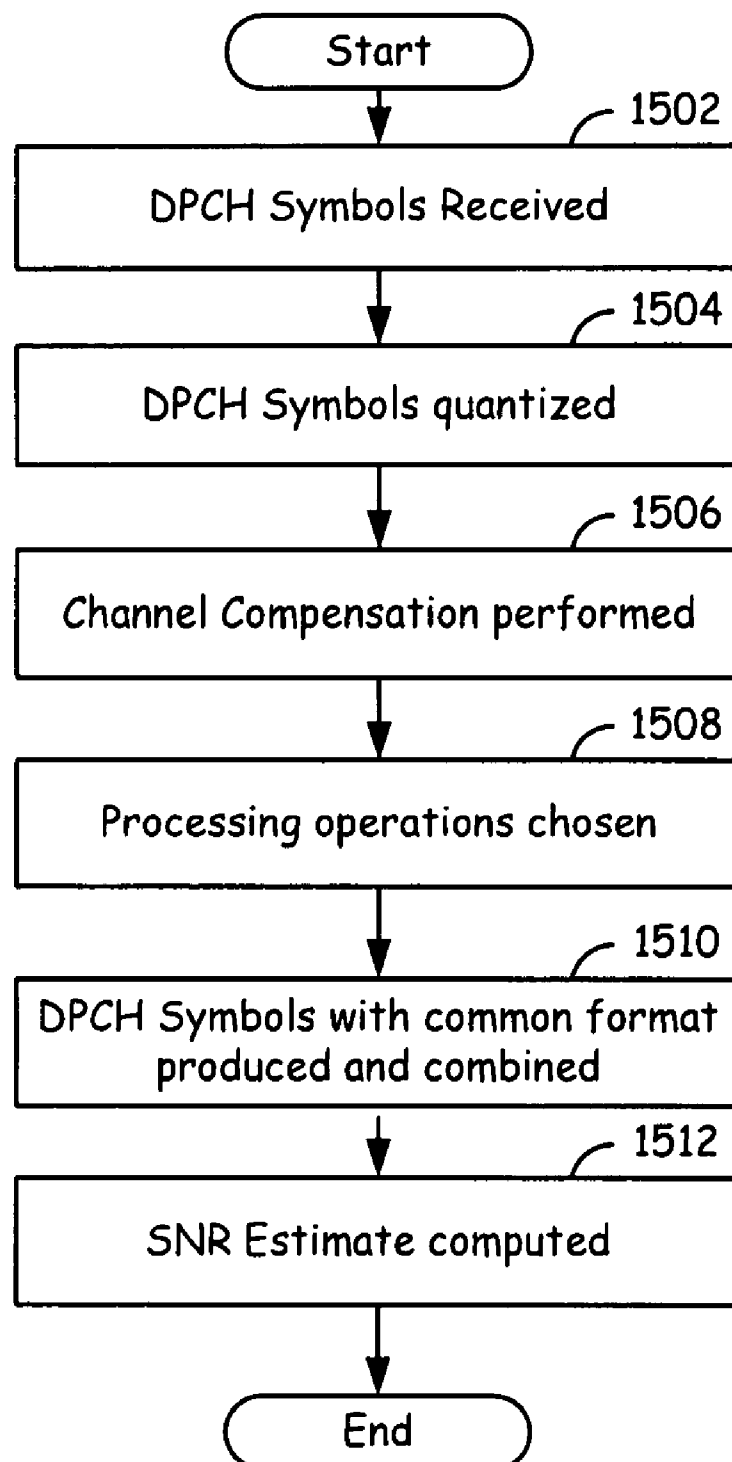 Start
1502
DPCH Symbols Received
1504
DPCH Symbols quantized
1506
Channel Compensation performed
1508
Processing operations chosen
1510
DPCH Symbols with common format
produced and combined
1512
SNR Estimate computed
End